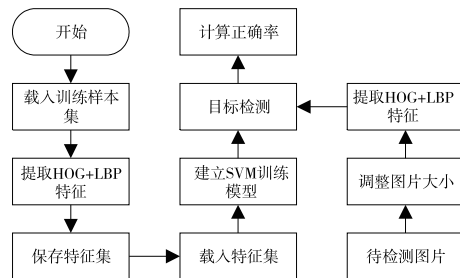 开始
载入训练样本
集
提取HOG+LBP
特征
保存特征集
载入特征集
建立SVM训练
模型
目标检测
计算正确率
待检测图片
调整图片大小
提取HOG+LBP
特征